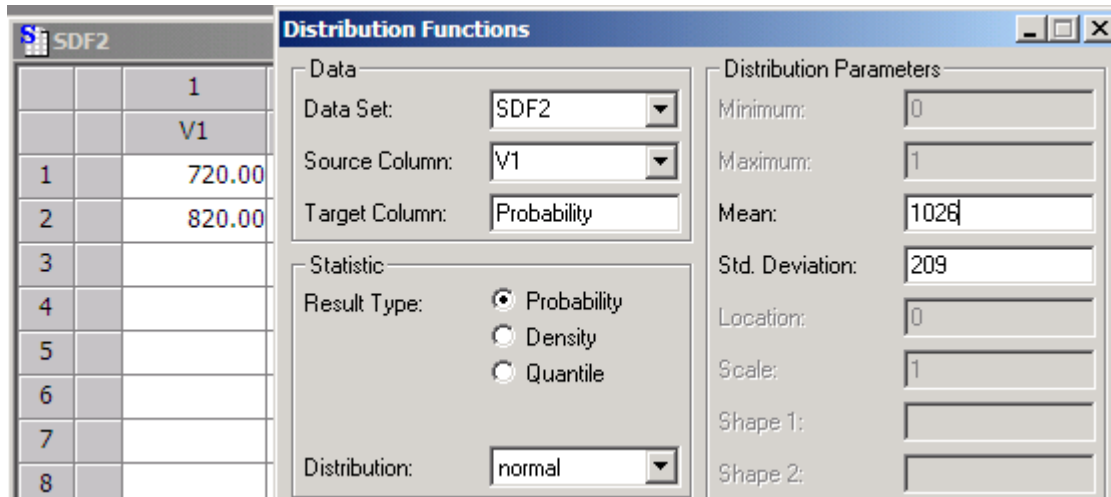 SDF2
1
V1
1 720.00
2 820.00
3
4
5
6
7
8
Distribution Functions
Data
Data Set: SDF2
Source Column: V1
Target Column: Probability
Statistic
Result Type: Probability
Density
Quantile
Distribution: normal
Distribution Parameters
Minimum: 0
Maximum: 1
Mean: 1026
Std. Deviation: 209
Location: 0
Scale: 1
Shape 1:
Shape 2: